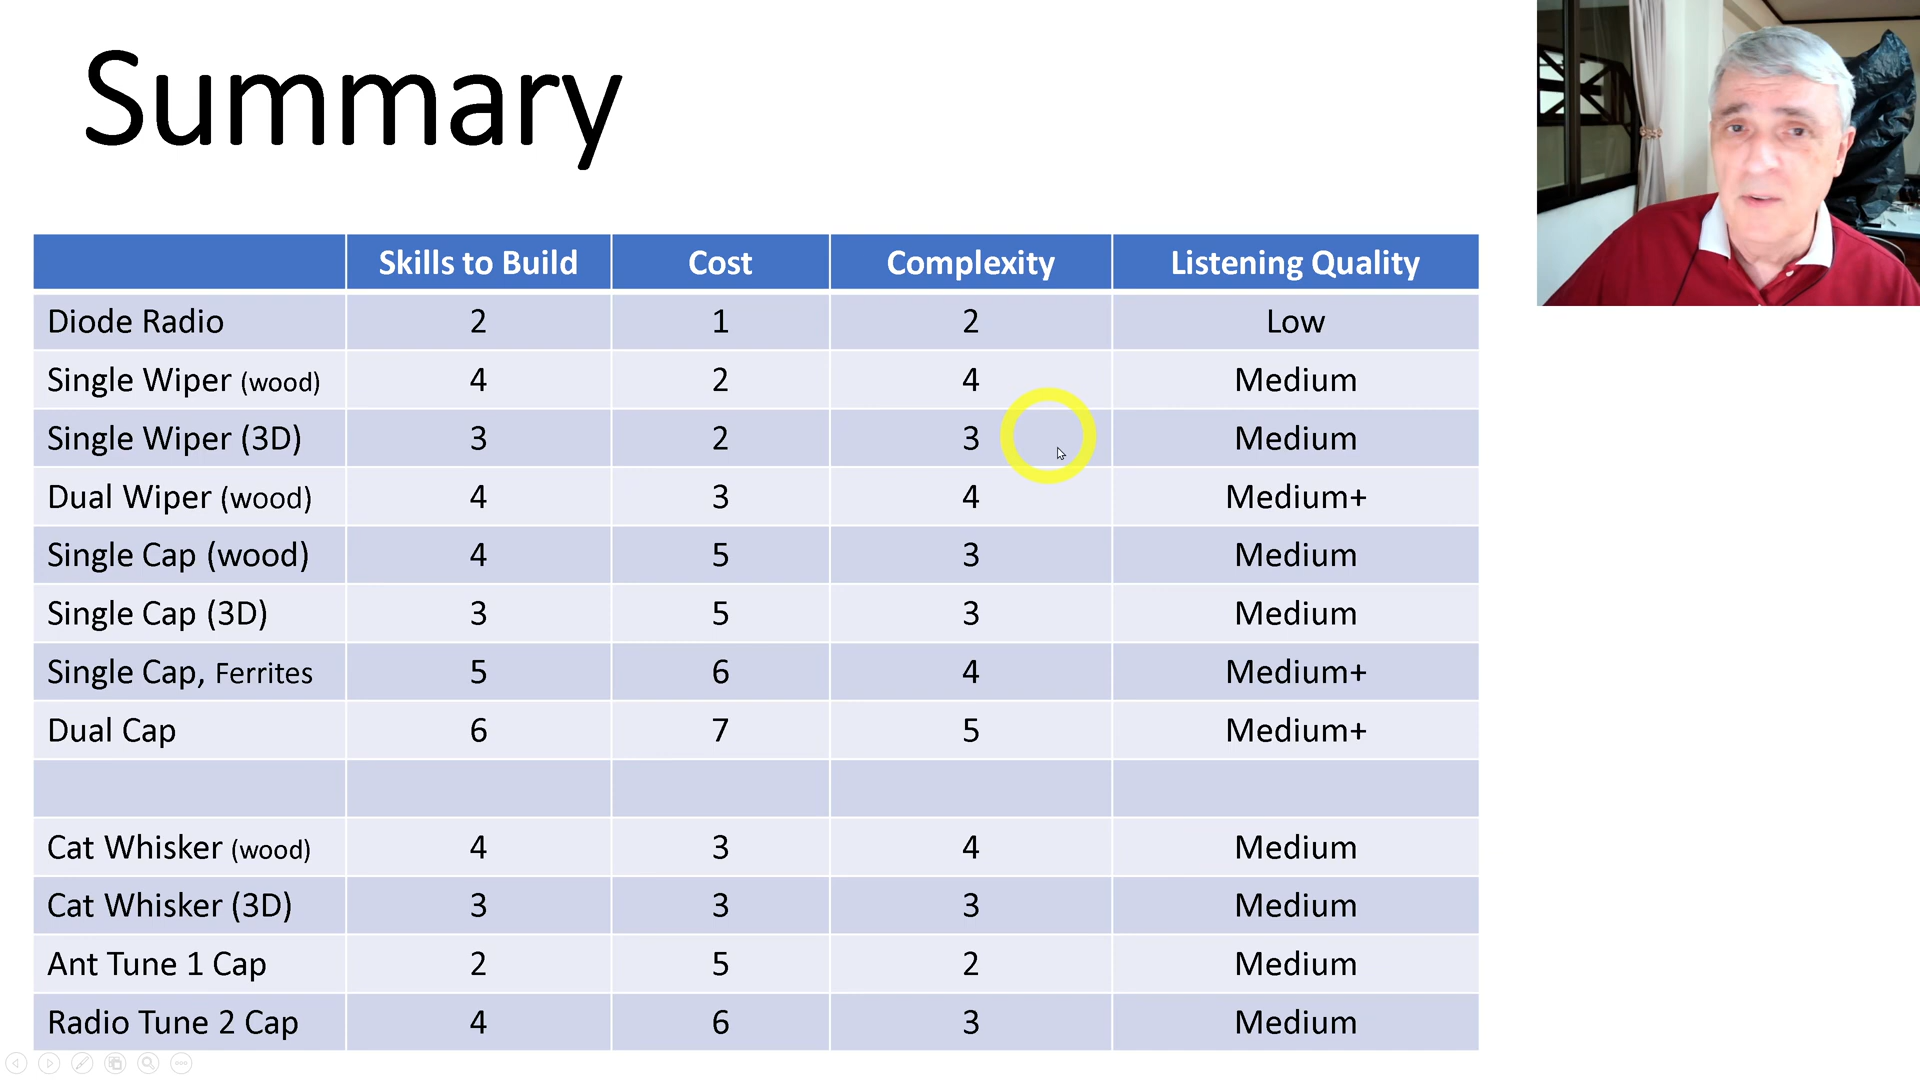 Summary
Skills to Build Cost Complexity Listening Quality
Diode Radio 2 1 2 Low
Single Wiper (wood) 4 2 4 Medium
Single Wiper (3D) 3 2 3 Medium
Dual Wiper (wood) 4 3 4 Medium+
Single Cap (wood) 4 5 3 Medium
Single Cap (3D) 3 5 3 Medium
Single Cap, Ferrites 5 6 4 Medium+
Dual Cap 6 7 5 Medium+
Cat Whisker (wood) 4 3 4 Medium
Cat Whisker (3D) 3 3 3 Medium
Ant Tune 1 Cap 2 5 2 Medium
Radio Tune 2 Cap 4 6 3 Medium